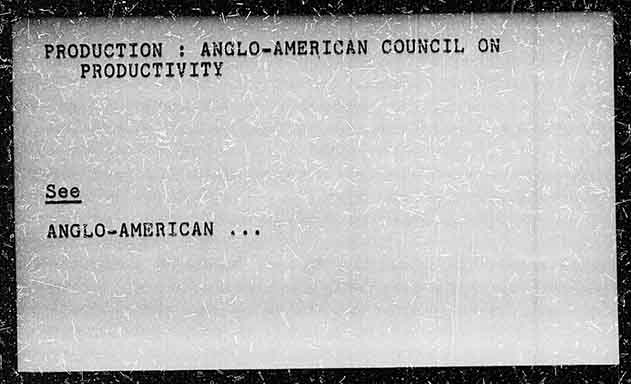 PRODUCTION : ANGLO-AMERICAN COUNCIL ON
PRODUCTIVITY
See
ANGLO-AMERICAN ...